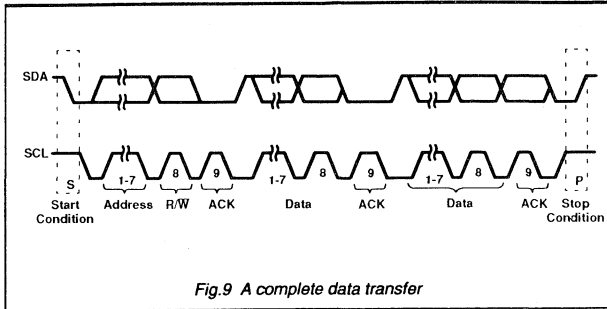 SDA
SCL
S 1-7 8 9 1-7 8 9 1-7 8 9 P
Start Condition Address R/W̅ ACK Data ACK Data ACK Stop Condition
Fig.9 A complete data transfer